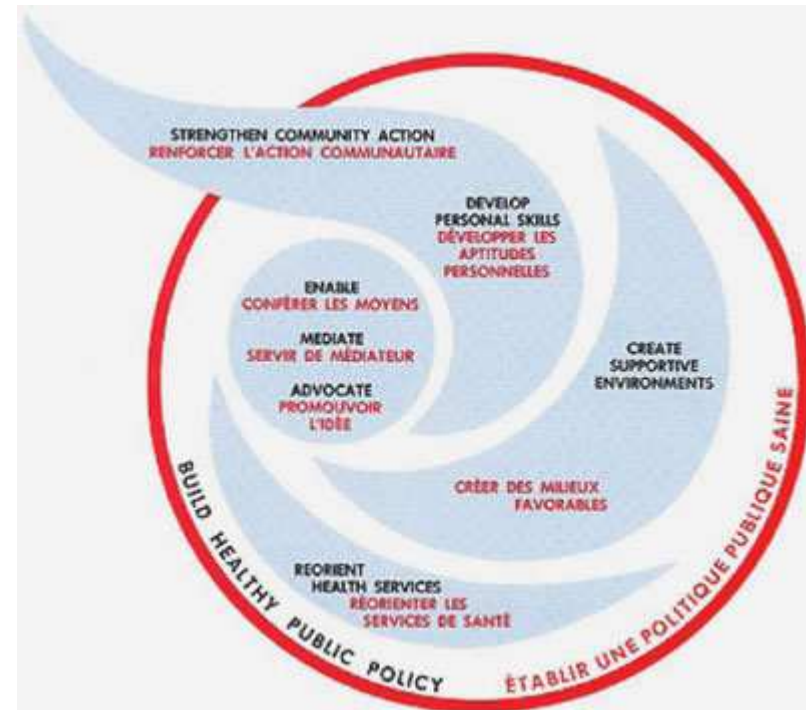 STRENGTHEN COMMUNITY ACTION
RENFORCER L'ACTION COMMUNAUTAIRE
DEVELOP
PERSONAL SKILLS
DÉVELOPPER LES
APTITUDES
PERSONNELLES
ENABLE
CONFÉRER LES MOYENS
MEDIATE
SERVIR DE MÉDIATEUR
ADVOCATE
PROMOUVOIR
L'IDÉE
CREATE
SUPPORTIVE
ENVIRONMENTS
CRÉER DES MILIEUX
FAVORABLES
REORIENT
HEALTH SERVICES
RÉORIENTER LES
SERVICES DE SANTÉ
BUILD HEALTHY PUBLIC POLICY
ÉTABLIR UNE POLITIQUE PUBLIQUE SAINE